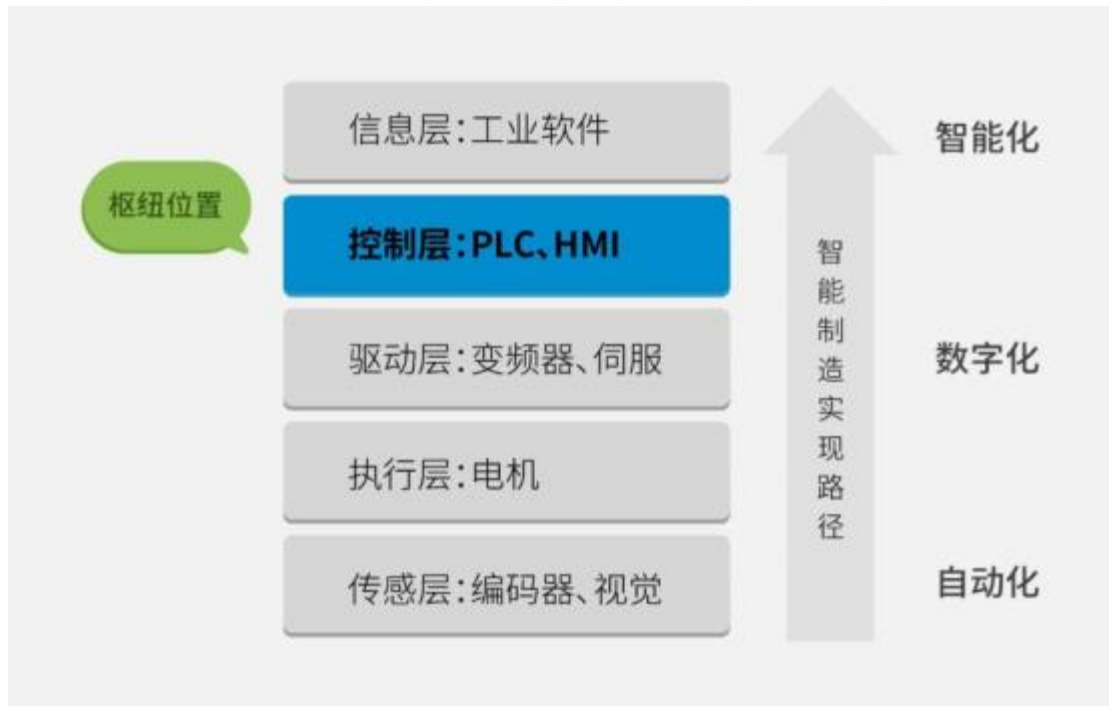 信息层：工业软件
智能化
枢纽位置
控制层：PLC、HMI
智能制造实现路径
驱动层：变频器、伺服
数字化
执行层：电机
传感层：编码器、视觉
自动化